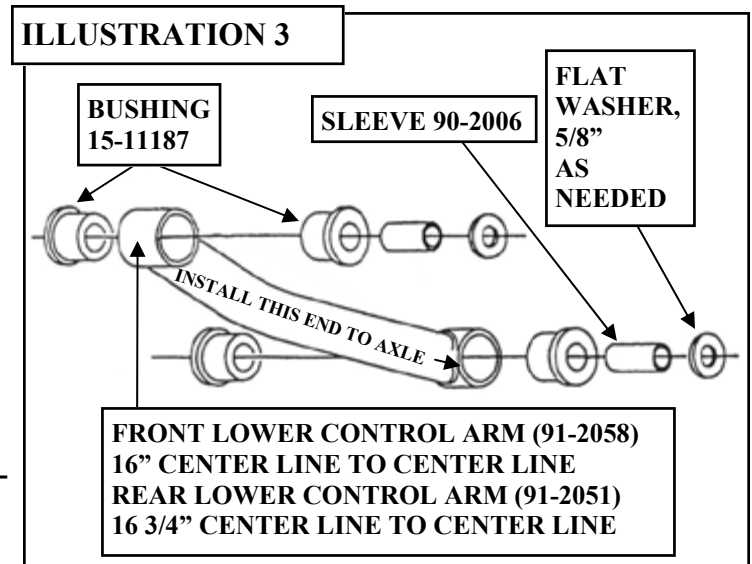 ILLUSTRATION 3
BUSHING
15-11187
SLEEVE 90-2006
FLAT
WASHER,
5/8”
AS
NEEDED
INSTALL THIS END TO AXLE
FRONT LOWER CONTROL ARM (91-2058)
16” CENTER LINE TO CENTER LINE
REAR LOWER CONTROL ARM (91-2051)
16 3/4” CENTER LINE TO CENTER LINE